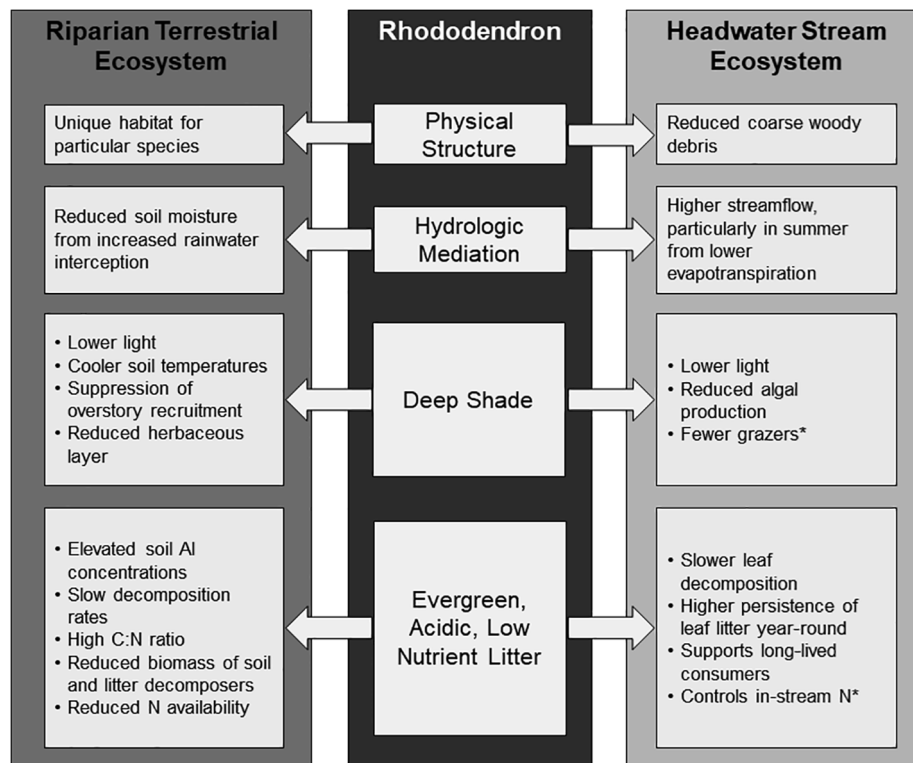 Riparian Terrestrial
Ecosystem
Rhododendron
Headwater Stream
Ecosystem
Unique habitat for
particular species
Physical
Structure
Reduced coarse woody
debris
Reduced soil moisture
from increased rainwater
interception
Hydrologic
Mediation
Higher streamflow,
particularly in summer
from lower
evapotranspiration
• Lower light
• Cooler soil temperatures
• Suppression of
overstory recruitment
• Reduced herbaceous
layer
Deep Shade
• Lower light
• Reduced algal
production
• Fewer grazers*
• Elevated soil Al
concentrations
• Slow decomposition
rates
• High C:N ratio
• Reduced biomass of soil
and litter decomposers
• Reduced N availability
Evergreen,
Acidic, Low
Nutrient Litter
• Slower leaf
decomposition
• Higher persistence of
leaf litter year-round
• Supports long-lived
consumers
• Controls in-stream N*